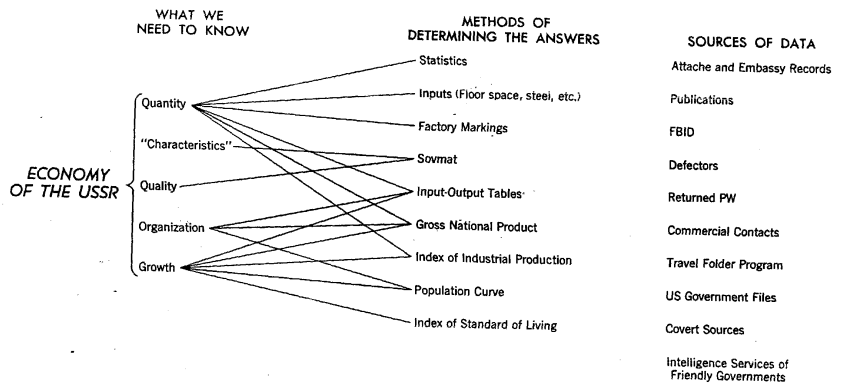 WHAT WE
NEED TO KNOW
METHODS OF
DETERMINING THE ANSWERS
SOURCES OF DATA
ECONOMY
OF THE USSR
Quantity
"Characteristics"
Quality
Organization
Growth
Statistics
Inputs (Floor space, steel, etc.)
Factory Markings
Sovmat
Input-Output Tables
Gross National Product
Index of Industrial Production
Population Curve
Index of Standard of Living
Attache and Embassy Records
Publications
FBID
Defectors
Returned PW
Commercial Contacts
Travel Folder Program
US Government Files
Covert Sources
Intelligence Services of
Friendly Governments